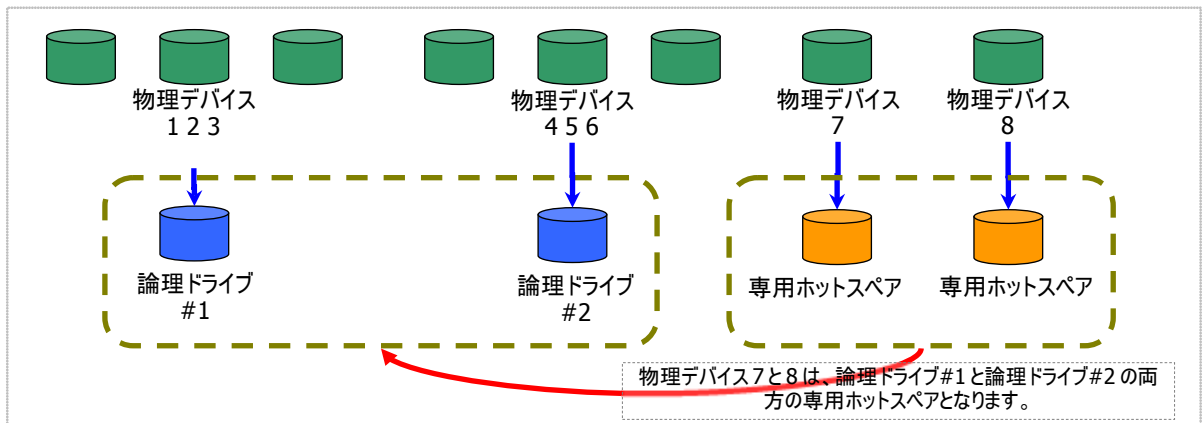 物理デバイス
1 2 3
物理デバイス
4 5 6
物理デバイス
7
物理デバイス
8
論理ドライブ
#1
論理ドライブ
#2
専用ホットスペア
専用ホットスペア
物理デバイス7と8は、論理ドライブ#1と論理ドライブ#2の両
方の専用ホットスペアとなります。